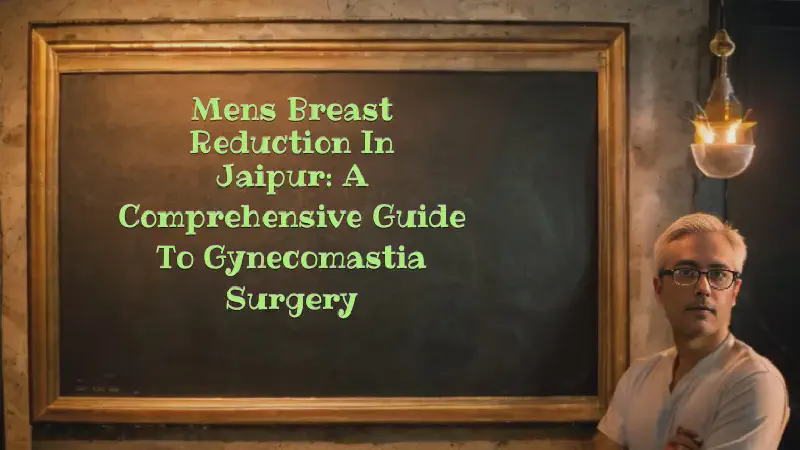 Mens Breast
Reduction In
Jaipur: A
Comprehensive Guide
To Gynecomastia
Surgery